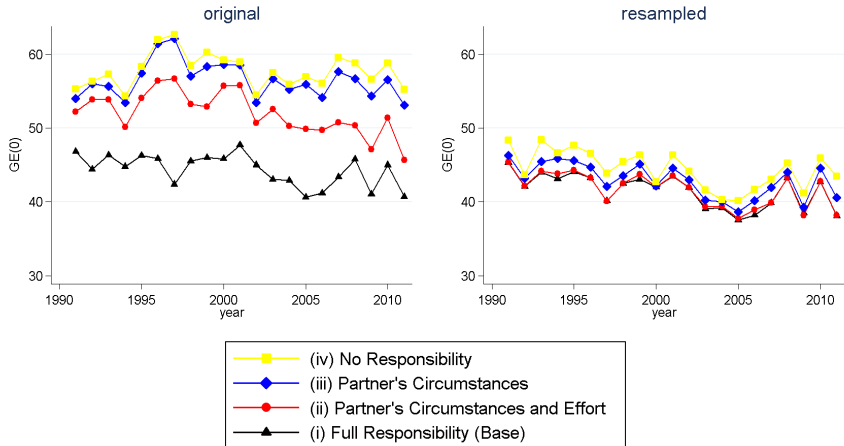 original
resampled
GE(0)
60
50
40
30
1990
1995
2000
2005
2010
year
GE(0)
60
50
40
30
1990
1995
2000
2005
2010
year
(iv) No Responsibility
(iii) Partner's Circumstances
(ii) Partner's Circumstances and Effort
(i) Full Responsibility (Base)